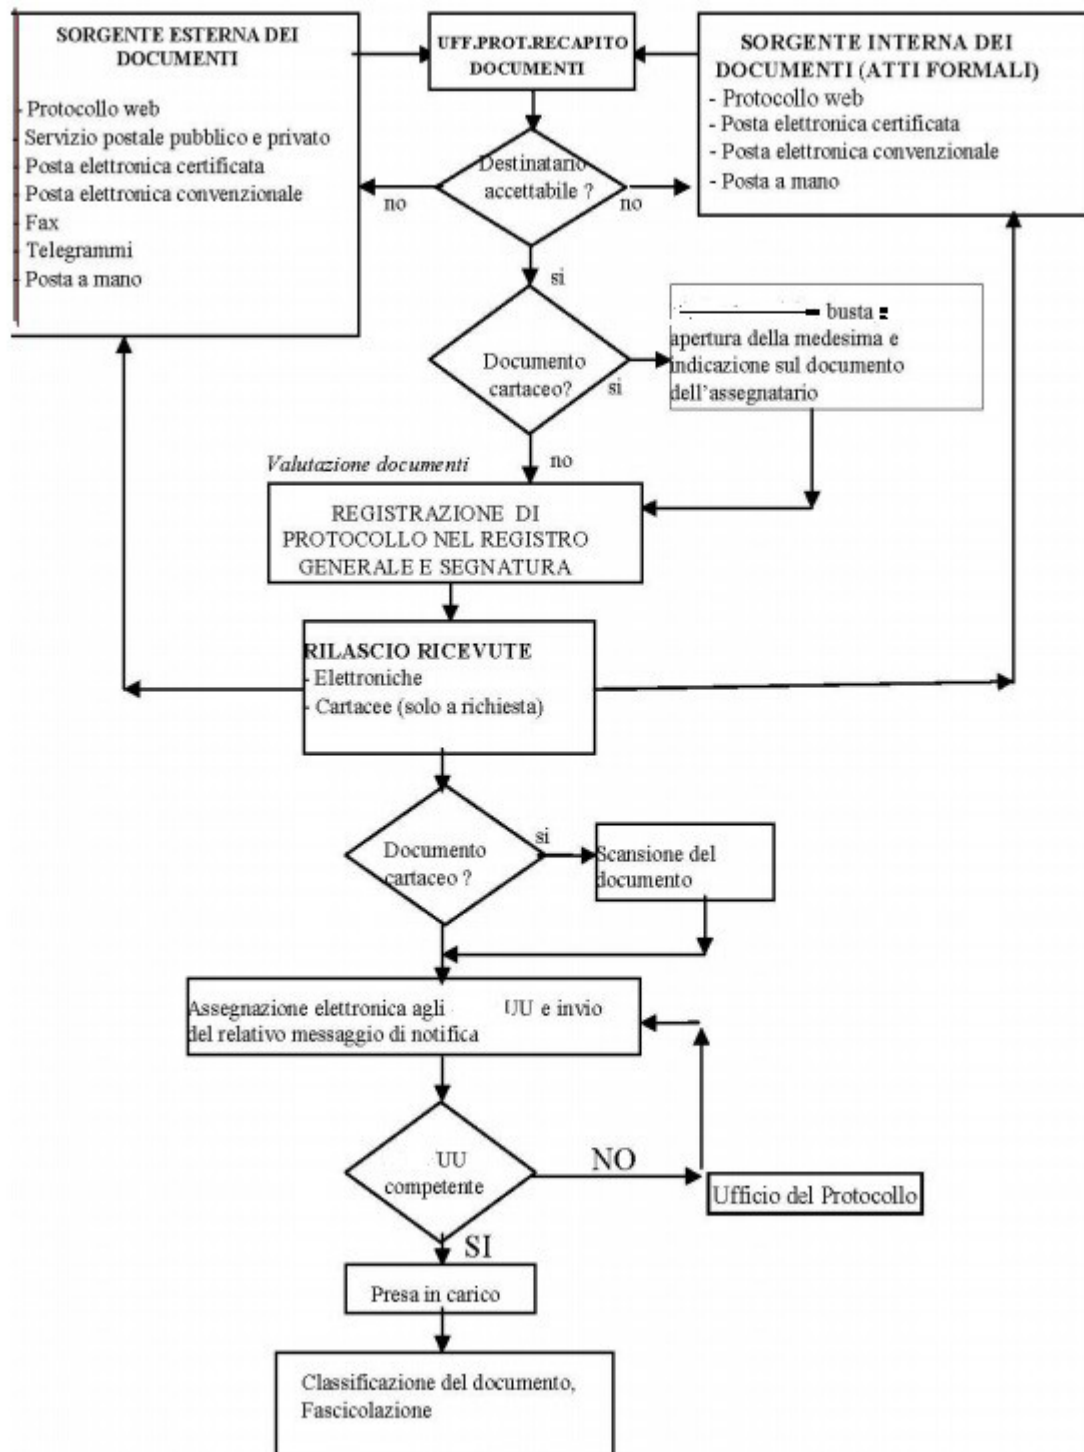 SORGENTE ESTERNA DEI
DOCUMENTI
- Protocollo web
- Servizio postale pubblico e privato
- Posta elettronica certificata
- Posta elettronica convenzionale
- Fax
- Telegrammi
- Posta a mano
UFF.PROT.RECAPITO
DOCUMENTI
SORGENTE INTERNA DEI
DOCUMENTI (ATTI FORMALI)
- Protocollo web
- Posta elettronica certificata
- Posta elettronica convenzionale
- Posta a mano
Destinatario
accettabile ?
no
no
si
Documento
cartaceo?
si
busta
apertura della medesima e
indicazione sul documento
dell'assegnatario
no
Valutazione documenti
REGISTRAZIONE DI
PROTOCOLLO NEL REGISTRO
GENERALE E SEGNATURA
RILASCIO RICEVUTE
- Elettroniche
- Cartacee (solo a richiesta)
Documento
cartaceo ?
si
Scansione del
documento
Assegnazione elettronica agli UU e invio
del relativo messaggio di notifica
UU
competente
NO
Ufficio del Protocollo
SI
Presa in carico
Classificazione del documento,
Fascicolazione